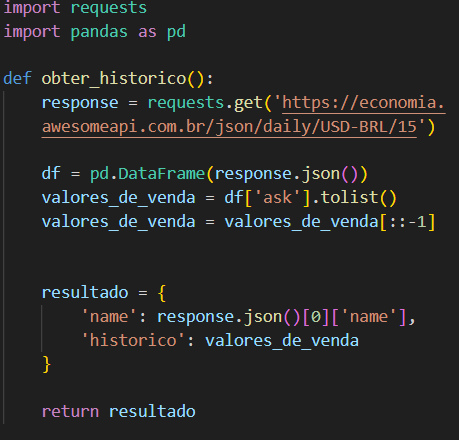 import requests
import pandas as pd
def obter_historico():
    response = requests.get('https://economia.
    awesomeapi.com.br/json/daily/USD-BRL/15')
    df = pd.DataFrame(response.json())
    valores_de_venda = df['ask'].tolist()
    valores_de_venda = valores_de_venda[::-1]
    resultado = {
        'name': response.json()[0]['name'],
        'historico': valores_de_venda
    }
    return resultado